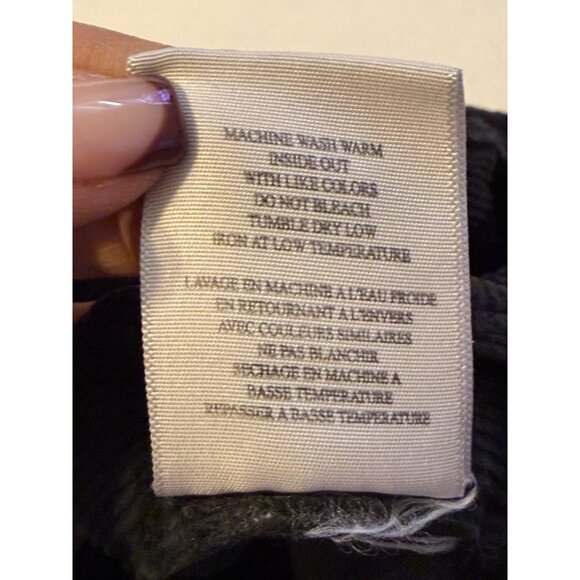 MACHINE WASH WARM
INSIDE OUT
WITH LIKE COLORS
DO NOT BLEACH
TUMBLE DRY LOW
IRON AT LOW TEMPERATURE
LAVAGE EN MACHINE A L'EAU FROIDE
EN RETOURNANT A L'ENVERS
AVEC COULEURS SIMILAIRES
NE PAS BLANCHIR
SECHAGE EN MACHINE A
BASSE TEMPERATURE
REPASSER A BASSE TEMPERATURE